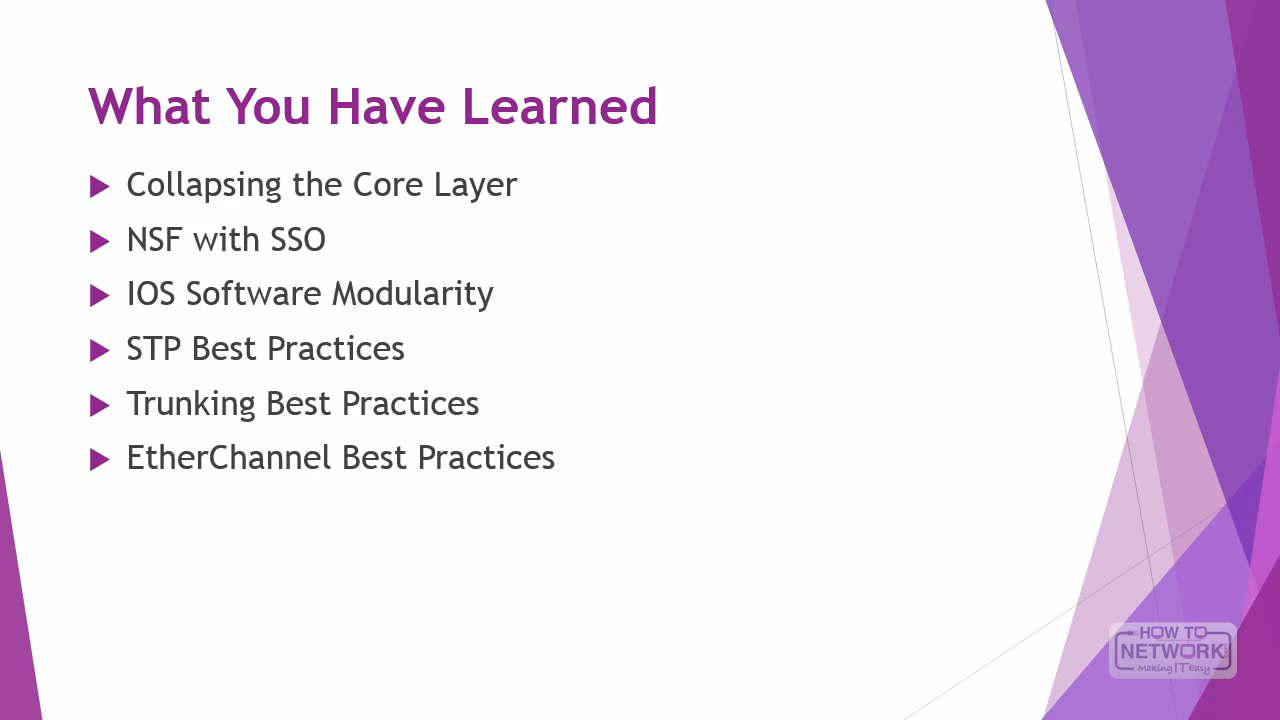 What You Have Learned
Collapsing the Core Layer
NSF with SSO
IOS Software Modularity
STP Best Practices
Trunking Best Practices
EtherChannel Best Practices
HOW TO
NETWORK
Making IT Easy